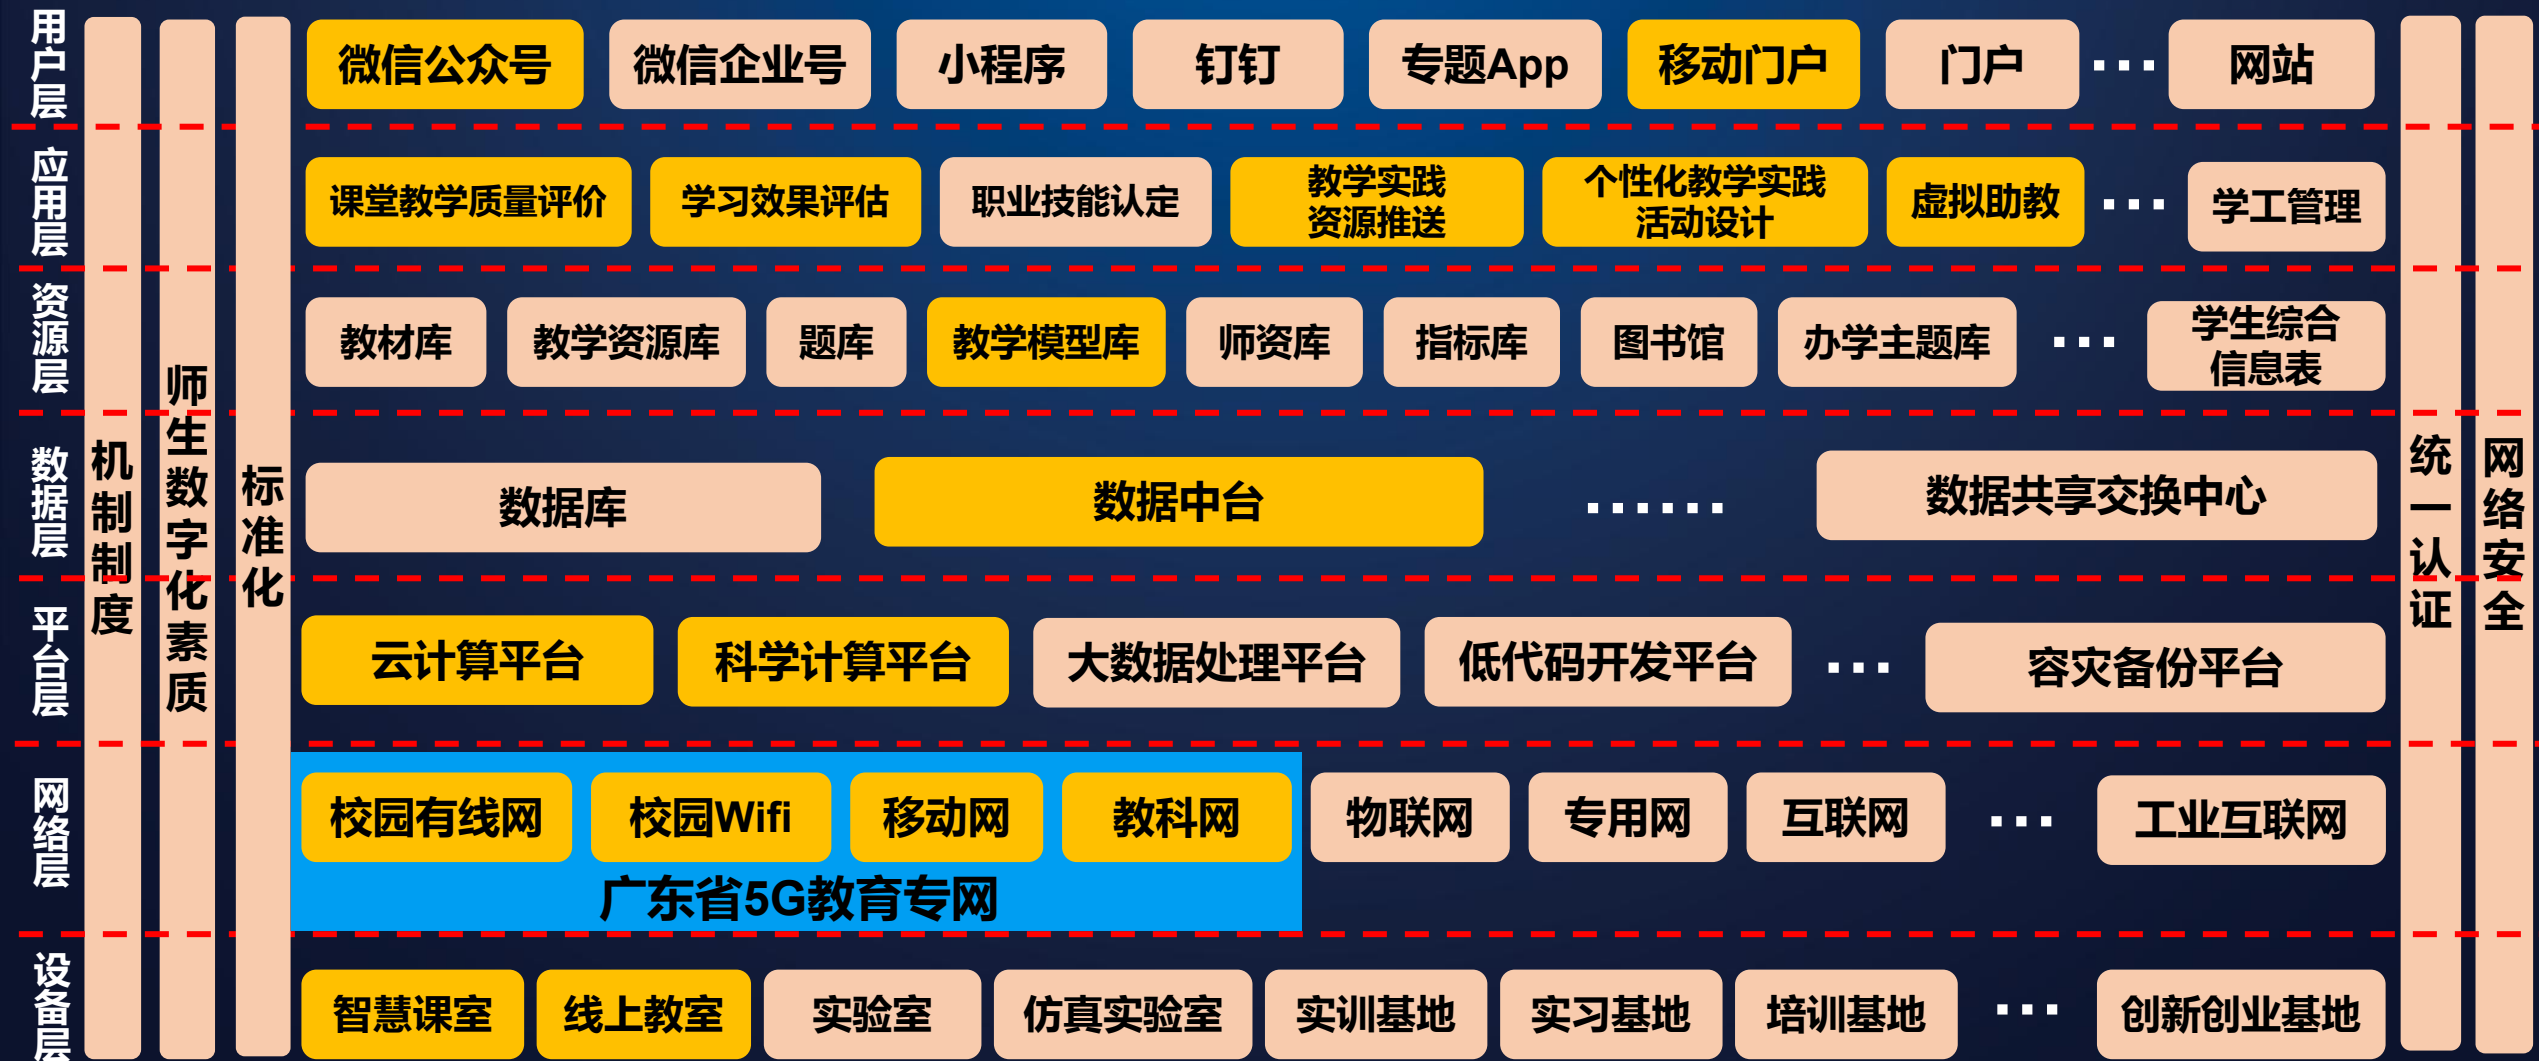 用户层
微信公众号
微信企业号
小程序
钉钉
专题App
移动门户
门户
···
网站
应用层
课堂教学质量评价
学习效果评估
职业技能认定
教学实践
资源推送
个性化教学实践
活动设计
虚拟助教
···
学工管理
资源层
教材库
教学资源库
题库
教学模型库
师资库
指标库
图书馆
办学主题库
···
学生综合
信息表
数据层
数据库
数据中台
······
数据共享交换中心
平台层
云计算平台
科学计算平台
大数据处理平台
低代码开发平台
···
容灾备份平台
网络层
校园有线网
校园Wifi
移动网
教科网
广东省5G教育专网
物联网
专用网
互联网
···
工业互联网
设备层
智慧课室
线上教室
实验室
仿真实验室
实训基地
实习基地
培训基地
···
创新创业基地
机制制度
师生数字化素质
标准化
统一认证
网络安全